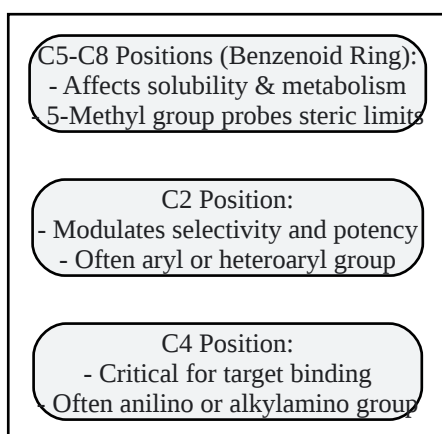 C5-C8 Positions (Benzenoid Ring):
- Affects solubility & metabolism
- 5-Methyl group probes steric limits
C2 Position:
- Modulates selectivity and potency
- Often aryl or heteroaryl group
C4 Position:
- Critical for target binding
- Often anilino or alkylamino group